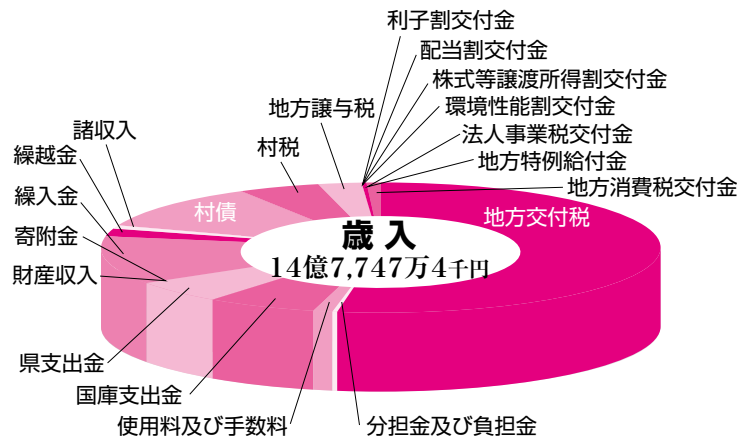 利子割交付金
配当割交付金
株式等譲渡所得割交付金
環境性能割交付金
法人事業税交付金
地方特例給付金
地方消費税交付金
地方譲与税
村税
諸収入
繰越金
繰入金
寄附金
財産収入
村債
地方交付税
歳入
14億7,747万4千円
県支出金
国庫支出金
使用料及び手数料
分担金及び負担金